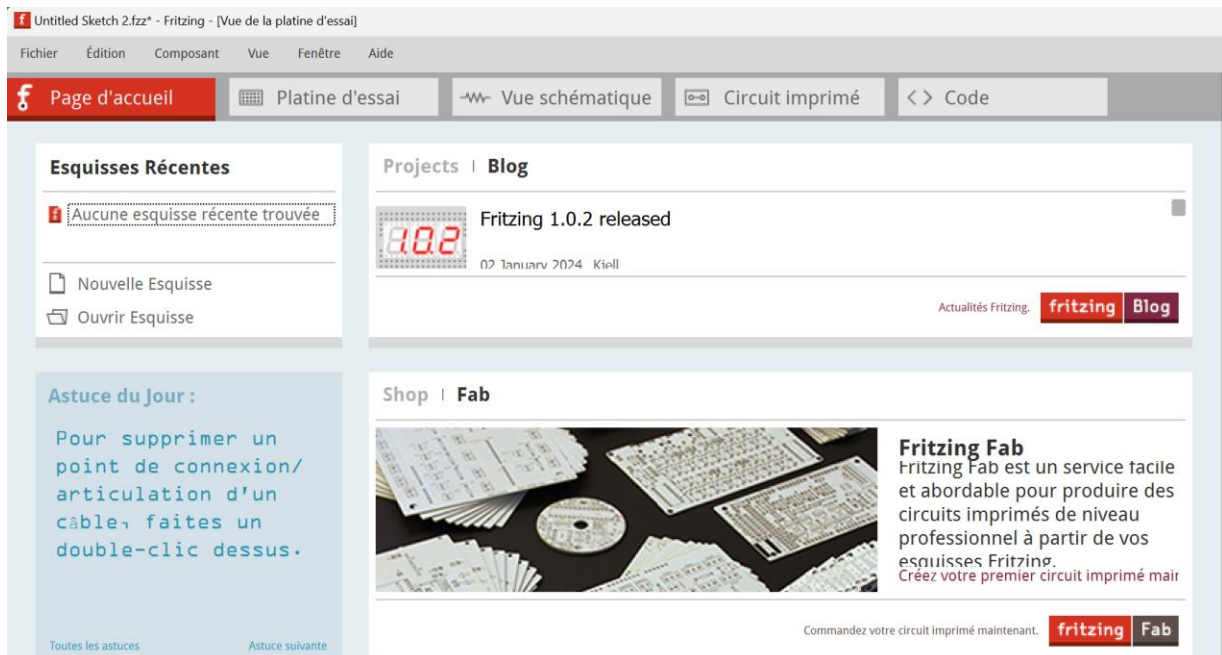 Untitled Sketch 2.fzz* - Fritzing - [Vue de la platine d'essai]
Fichier Édition Composant Vue Fenêtre Aide
Page d'accueil Platine d'essai Vue schématique Circuit imprimé Code
Esquisses Récentes
Aucune esquisse récente trouvée
Nouvelle Esquisse
Ouvrir Esquisse
Projects | Blog
1.0.2
Fritzing 1.0.2 released
02 January 2024 Kjell
Actualités Fritzing. fritzing Blog
Astuce du Jour :
Pour supprimer un
point de connexion/
articulation d'un
câble, faites un
double-clic dessus.
Toutes les astuces Astuce suivante
Shop | Fab
Fritzing Fab
Fritzing Fab est un service facile
et abordable pour produire des
circuits imprimés de niveau
professionnel à partir de vos
esquisses Fritzing.
Créez votre premier circuit imprimé mair
Commandez votre circuit imprimé maintenant. fritzing Fab